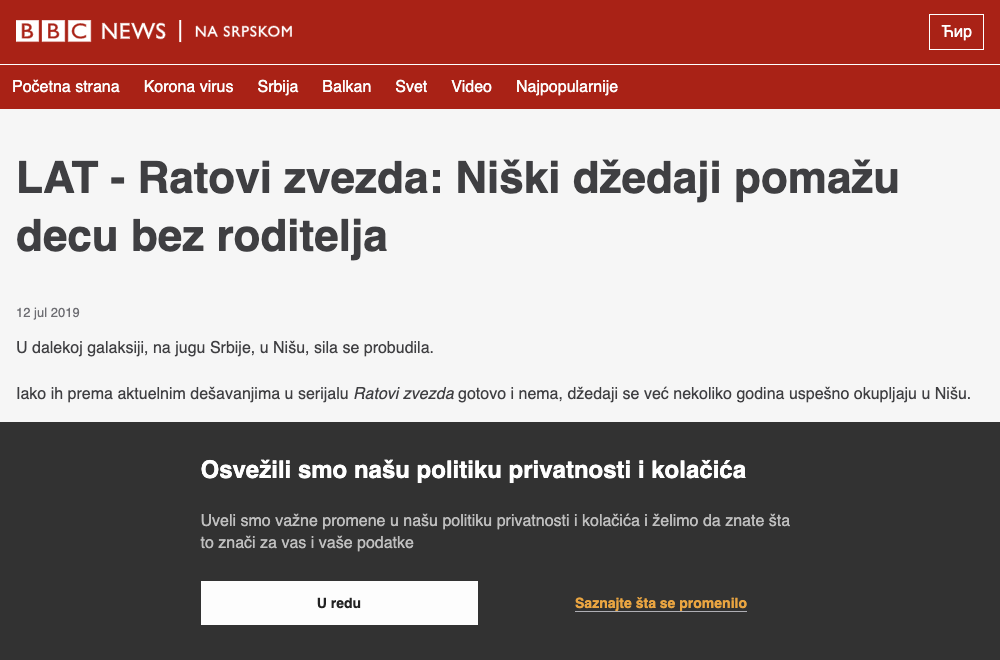 BBC NEWS | NA SRPSKOM
Ћир
Početna strana Korona virus Srbija Balkan Svet Video Najpopularnije
LAT - Ratovi zvezda: Niški džedaji pomažu
decu bez roditelja
12 jul 2019
U dalekoj galaksiji, na jugu Srbije, u Nišu, sila se probudila.
Iako ih prema aktuelnim dešavanjima u serijalu Ratovi zvezda gotovo i nema, džedaji se već nekoliko godina uspešno okupljaju u Nišu.
Osvežili smo našu politiku privatnosti i kolačića
Uveli smo važne promene u našu politiku privatnosti i kolačića i želimo da znate šta
to znači za vas i vaše podatke
U redu
Saznajte šta se promenilo